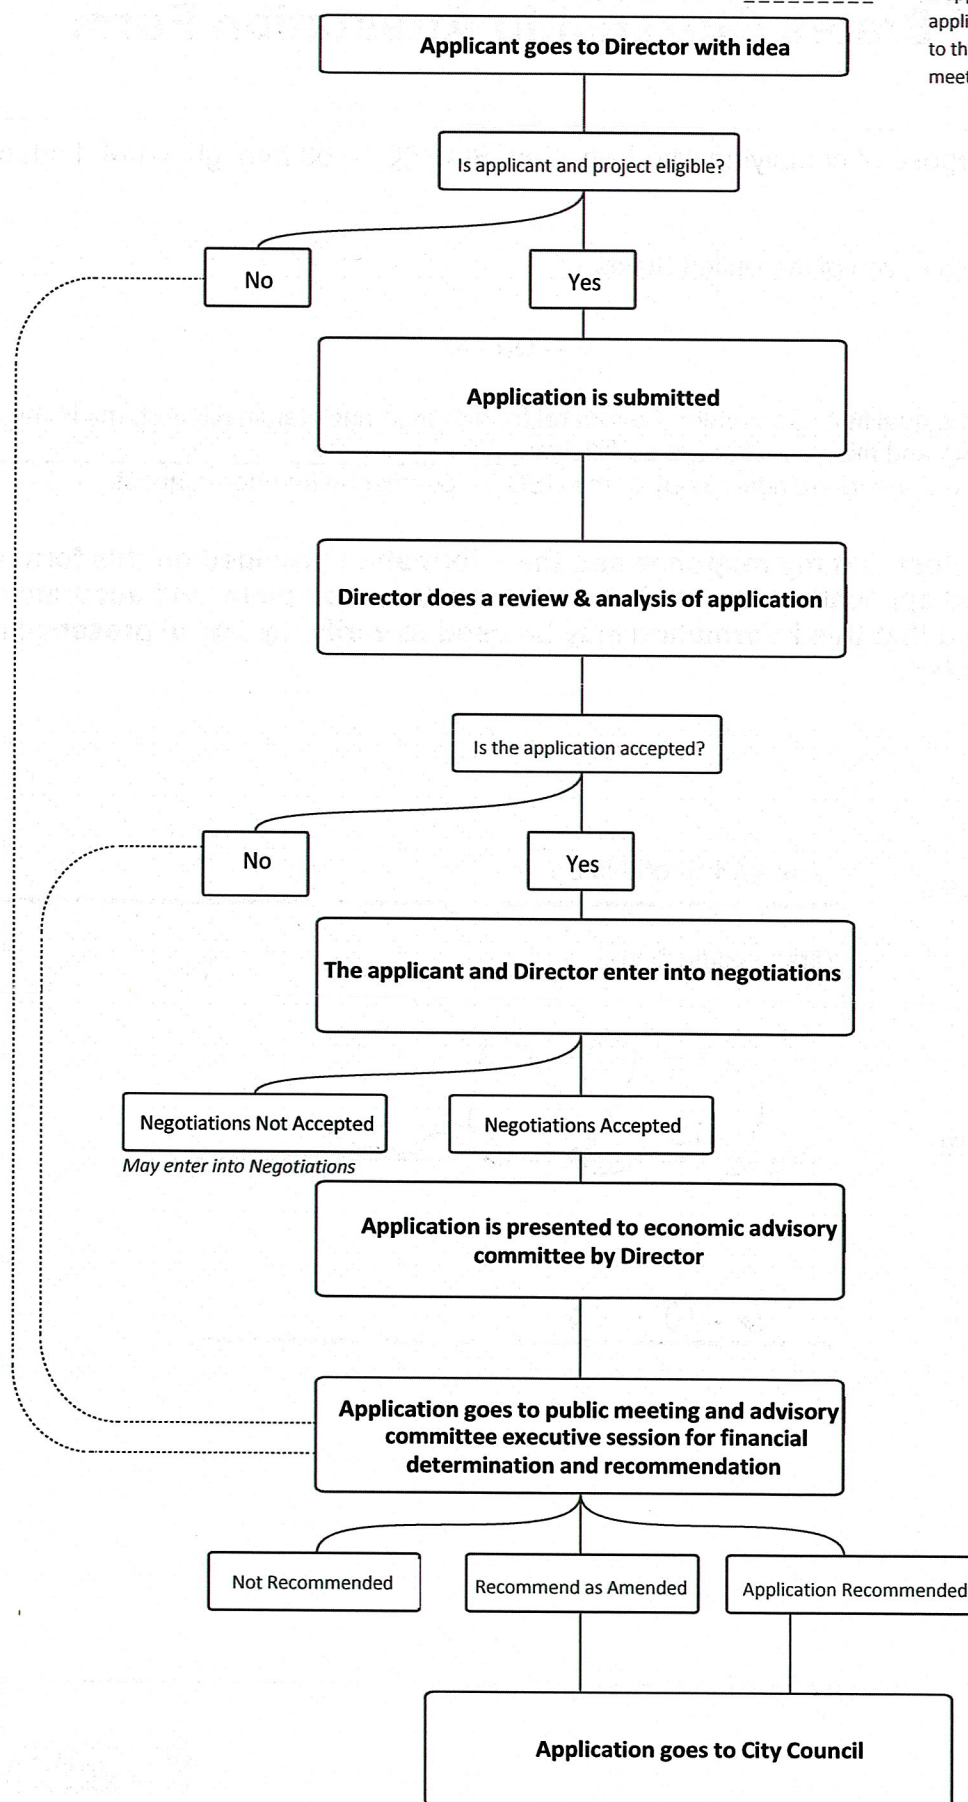 appli
to th
meet
Applicant goes to Director with idea
Is applicant and project eligible?
No
Yes
Application is submitted
Director does a review & analysis of application
Is the application accepted?
No
Yes
The applicant and Director enter into negotiations
Negotiations Not Accepted
Negotiations Accepted
May enter into Negotiations
Application is presented to economic advisory
committee by Director
Application goes to public meeting and advisory
committee executive session for financial
determination and recommendation
Not Recommended
Recommend as Amended
Application Recommended
Application goes to City Council